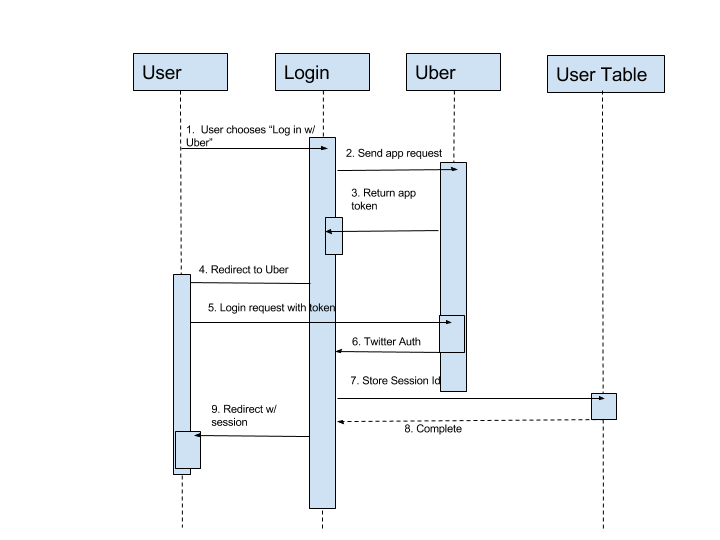 User
Login
Uber
User Table
1.  User chooses “Log in w/
Uber”
2. Send app request
3. Return app
token
4. Redirect to Uber
5. Login request with token
6. Twitter Auth
7. Store Session Id
8. Complete
9. Redirect w/
session